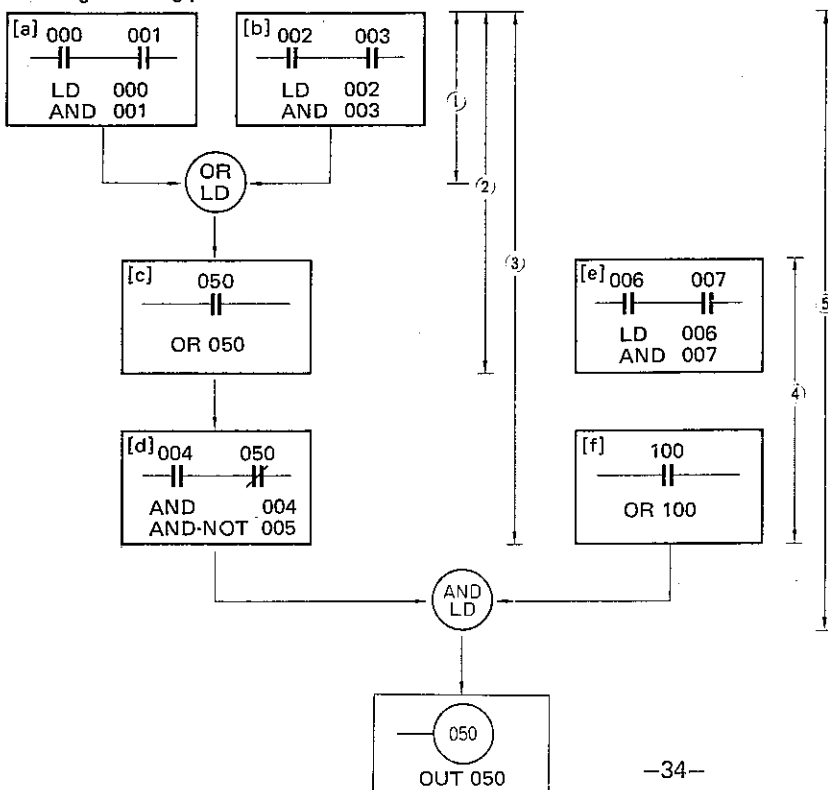 [a] 000 001
LD 000
AND 001
[b] 002 003
LD 002
AND 003
OR
LD
[c] 050
OR 050
[d] 004 050
AND 004
AND·NOT 005
[e] 006 007
LD 006
AND 007
[f] 100
OR 100
AND
LD
050
OUT 050
①
②
③
④
⑤
–34–